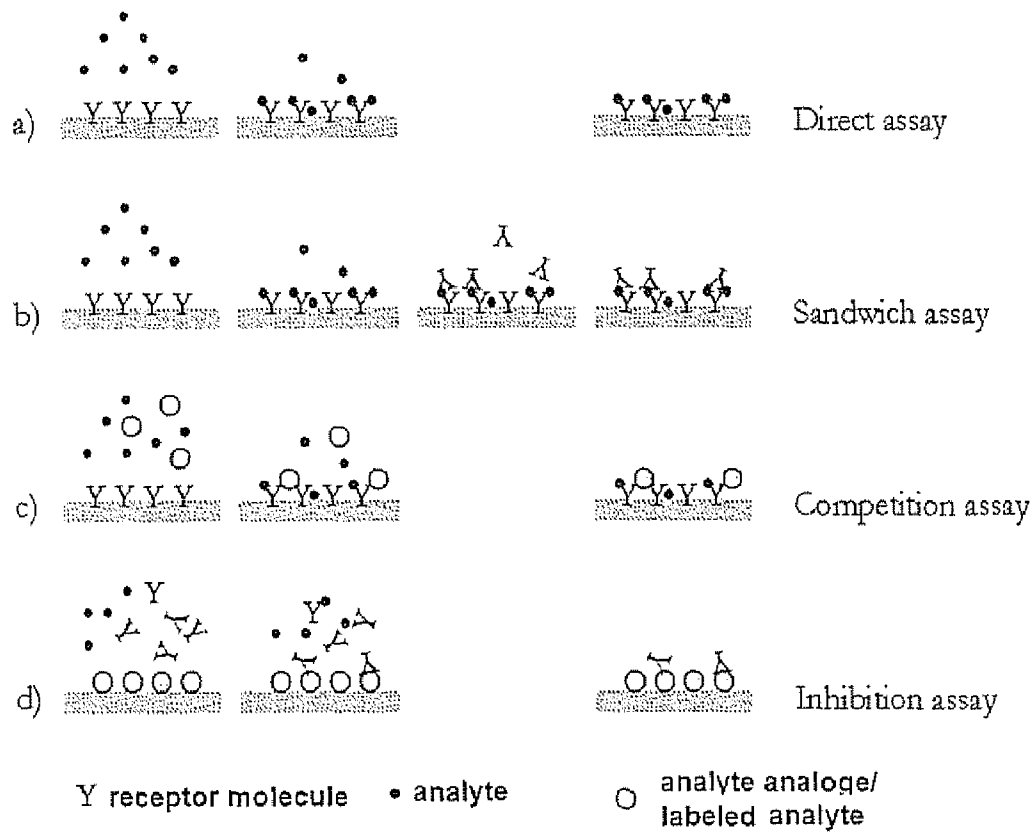 a) Direct assay
b) Sandwich assay
c) Competition assay
d) Inhibition assay
Y receptor molecule
analyte
analyte analoge/
labeled analyte